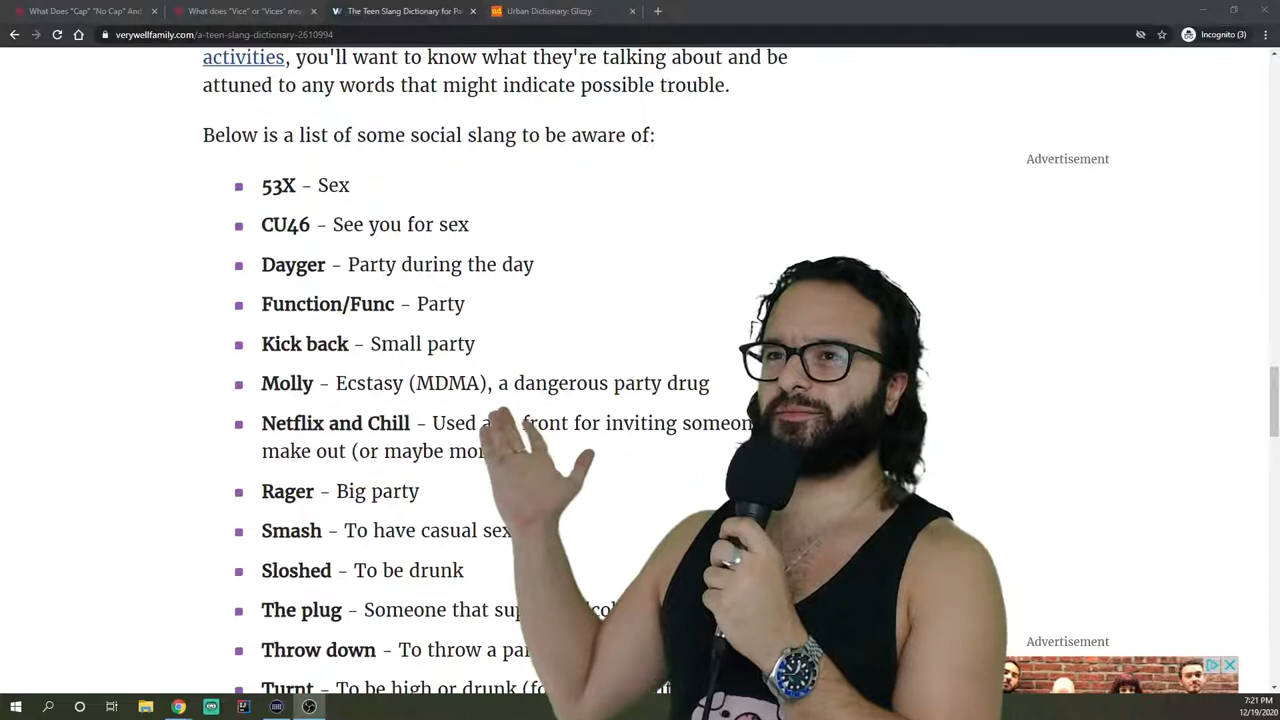 What Does "Cap" "No Cap" And
What does "Vice" or "Vices" me
The Teen Slang Dictionary for Pa
Urban Dictionary: Glizzy
verywellfamily.com/a-teen-slang-dictionary-2610994
Incognito (3)
activities, you'll want to know what they're talking about and be
attuned to any words that might indicate possible trouble.
Below is a list of some social slang to be aware of:
Advertisement
53X - Sex
CU46 - See you for sex
Dayger - Party during the day
Function/Func - Party
Kick back - Small party
Molly - Ecstasy (MDMA), a dangerous party drug
Netflix and Chill - Used a front for inviting someon
make out (or maybe mo
Rager - Big party
Smash - To have casual sex
Sloshed - To be drunk
The plug - Someone that su
Throw down - To throw a pa
Advertisement
Turnt - To be high or drunk
7:21 PM
12/19/2020